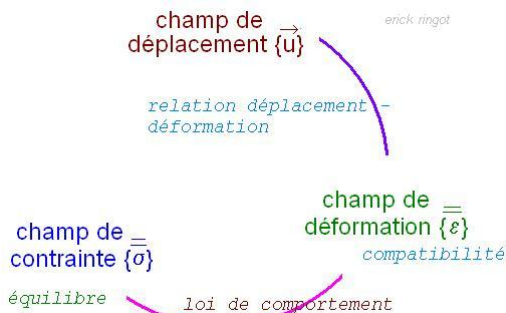 champ de
déplacement {u⃗}
erick ringot
relation déplacement -
déformation
champ de
déformation {ε̿}
compatibilité
champ de
contrainte {σ̿}
équilibre
loi de comportement